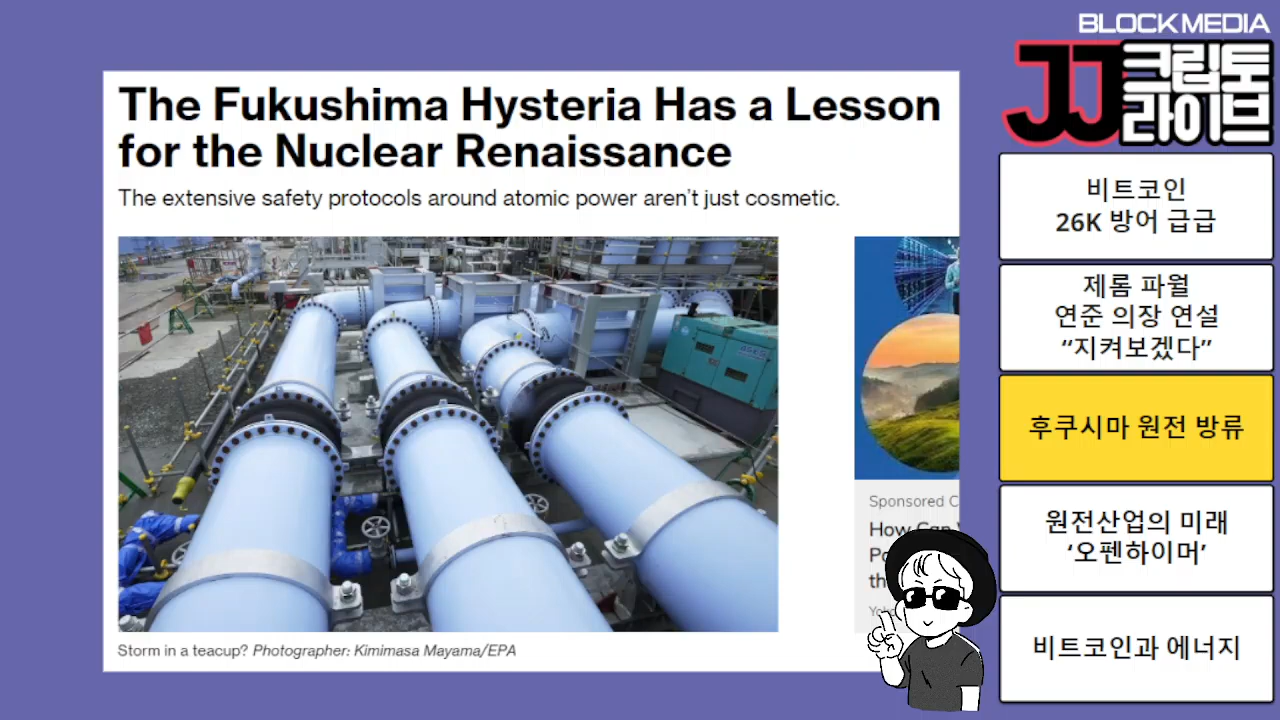 BLOCKMEDIA
JJ크립토
라이브
The Fukushima Hysteria Has a Lesson
for the Nuclear Renaissance
The extensive safety protocols around atomic power aren't just cosmetic.
Storm in a teacup? Photographer: Kimimasa Mayama/EPA
Sponsored C
How Can
Po
th
비트코인
26K 방어 급급
제롬 파월
연준 의장 연설
“지켜보겠다”
후쿠시마 원전 방류
원전산업의 미래
‘오펜하이머’
비트코인과 에너지